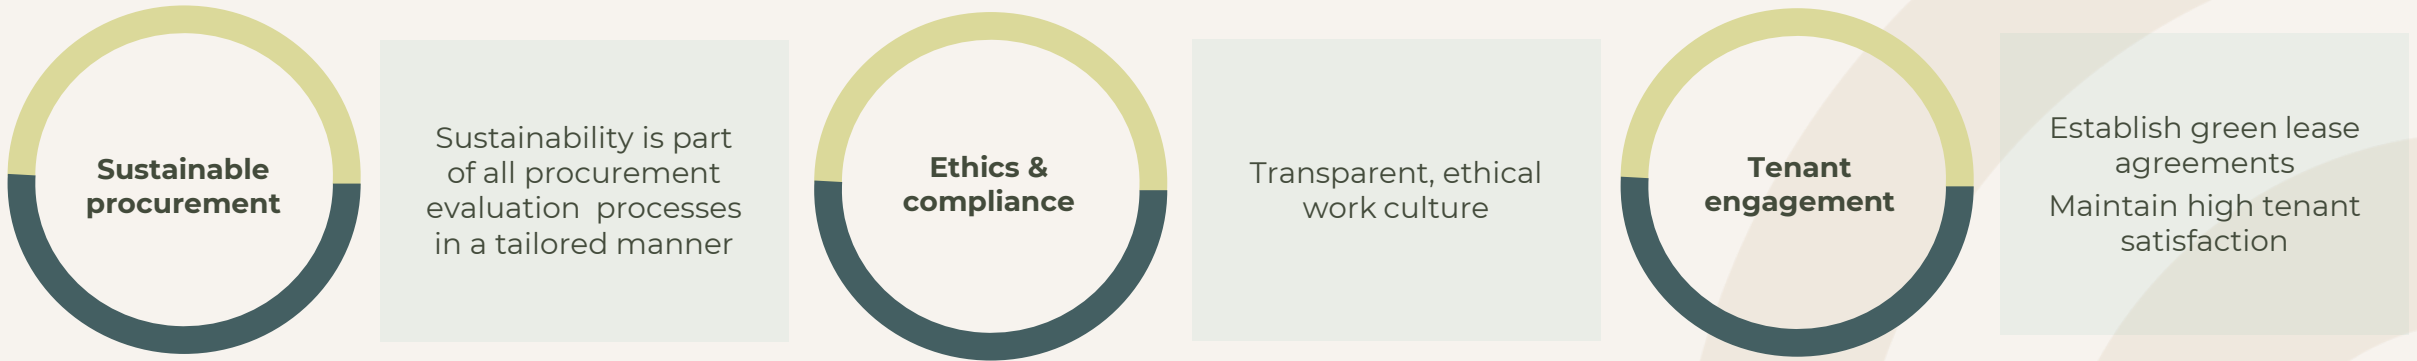 Sustainable
procurement
Sustainability is part
of all procurement
evaluation  processes
in a tailored manner
Ethics &
compliance
Transparent, ethical
work culture
Tenant
engagement
Establish green lease
agreements
Maintain high tenant
satisfaction